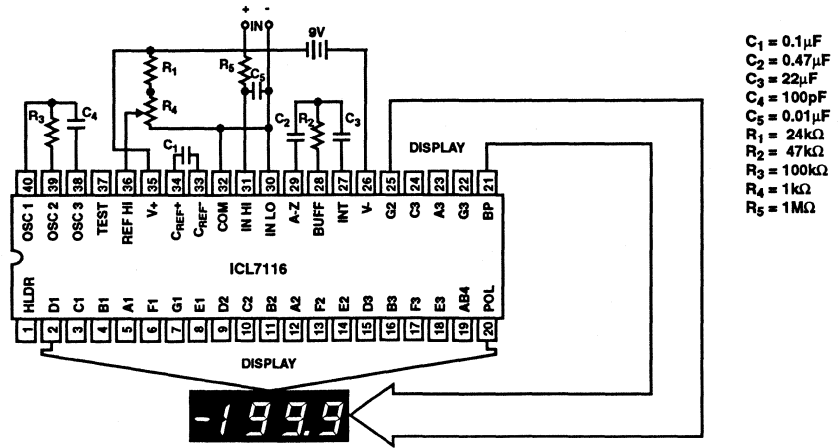 + -
IN
9V
R1
R5
C5
R4
R3
C4
C1
C2
R2
C3
DISPLAY
C1 = 0.1µF
C2 = 0.47µF
C3 = 22µF
C4 = 100pF
C5 = 0.01µF
R1 = 24kΩ
R2 = 47kΩ
R3 = 100kΩ
R4 = 1kΩ
R5 = 1MΩ
40 39 38 37 36 35 34 33 32 31 30 29 28 27 26 25 24 23 22 21
OSC 1
OSC 2
OSC 3
TEST
REF HI
V+
CREF+
CREF-
COM
IN HI
IN LO
A-Z
BUFF
INT
V-
G2
C3
A3
G3
BP
ICL7116
HLDR
D1
C1
B1
A1
F1
G1
E1
D2
C2
B2
A2
F2
E2
D3
B3
F3
E3
AB4
POL
1 2 3 4 5 6 7 8 9 10 11 12 13 14 15 16 17 18 19 20
DISPLAY
-199.9